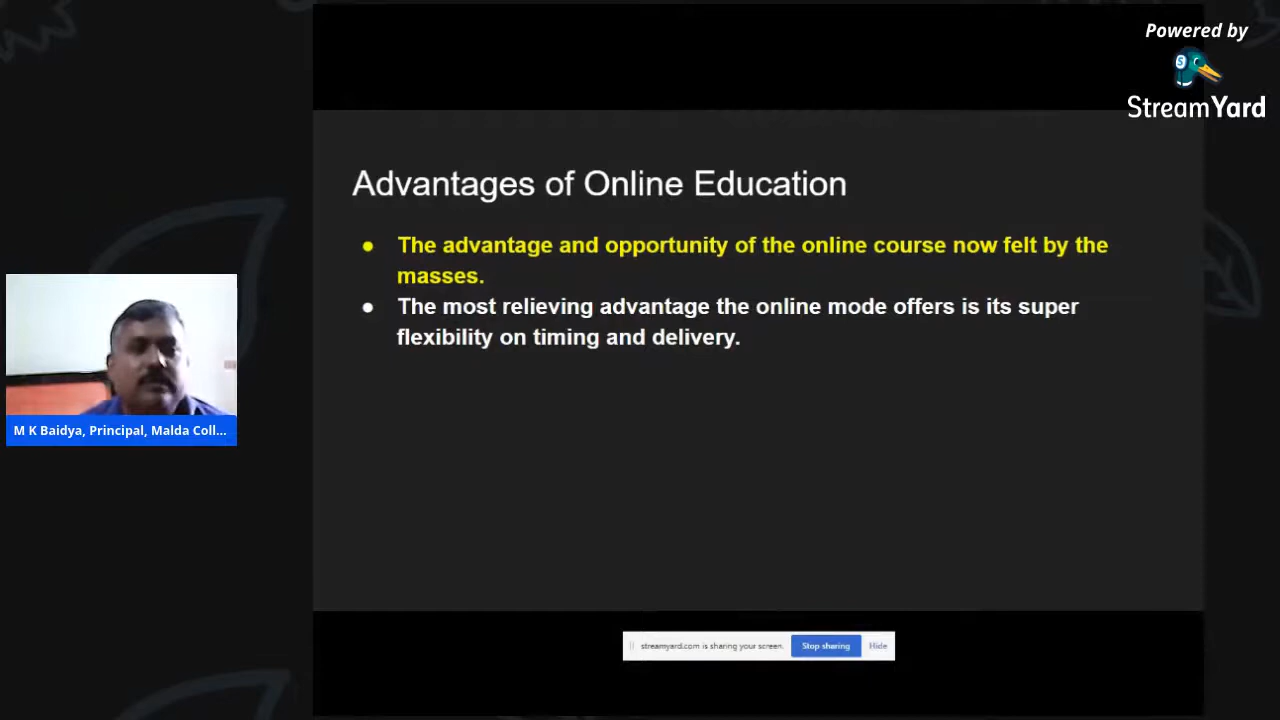 Powered by
StreamYard
Advantages of Online Education
● The advantage and opportunity of the online course now felt by the
masses.
● The most relieving advantage the online mode offers is its super
flexibility on timing and delivery.
M K Baidya, Principal, Malda Coll...
streamyard.com is sharing your screen. Stop sharing Hide